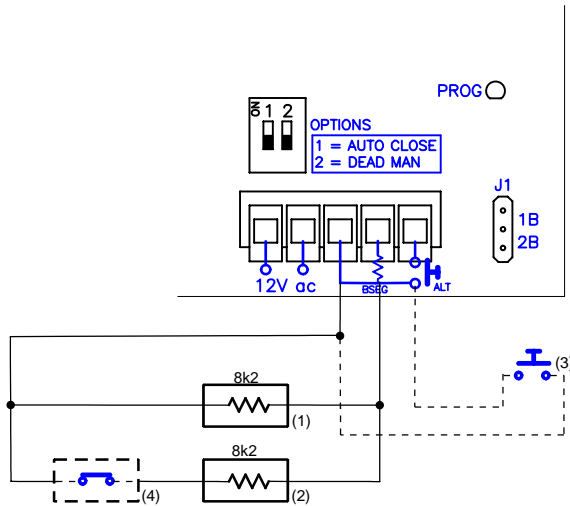 PROG
ON
1 2
OPTIONS
1 = AUTO CLOSE
2 = DEAD MAN
J1
1B
2B
12V ac
BSEG
ALT
(3)
8k2
(1)
8k2
(4)
(2)